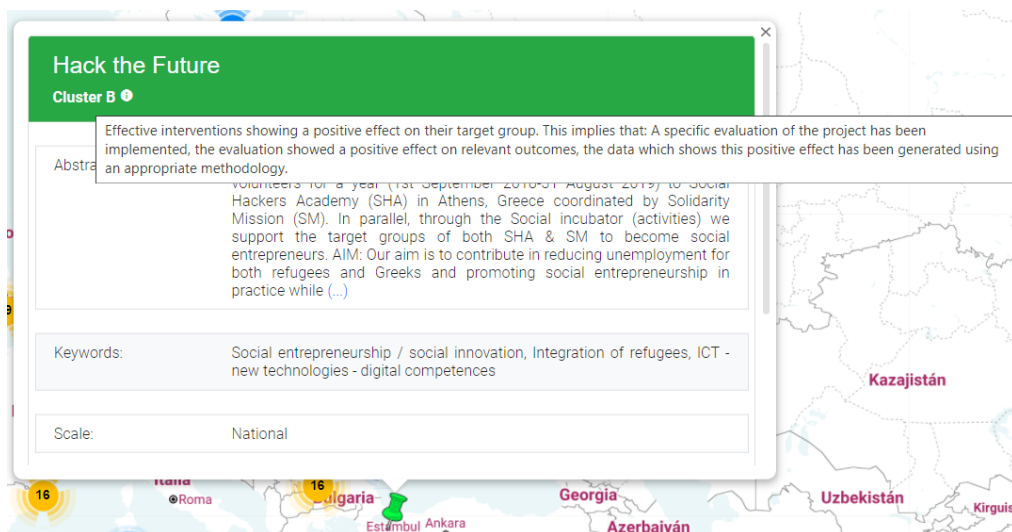 Hack the Future
Cluster B
Effective interventions showing a positive effect on their target group. This implies that: A specific evaluation of the project has been
implemented, the evaluation showed a positive effect on relevant outcomes, the data which shows this positive effect has been generated using
an appropriate methodology.
Abstra
volunteers for a year (1st September 2018-31 August 2019) to Social
Hackers Academy (SHA) in Athens, Greece coordinated by Solidarity
Mission (SM). In parallel, through the Social incubator (activities) we
support the target groups of both SHA & SM to become social
entrepreneurs. AIM: Our aim is to contribute in reducing unemployment for
both refugees and Greeks and promoting social entrepreneurship in
practice while (...)
Keywords:
Social entrepreneurship / social innovation, Integration of refugees, ICT -
new technologies - digital competences
Scale:
National
Kazajistán
Italia
16
Roma
16
ulgaria
Georgia
Uzbekistán
Kirguis
Estambul
Ankara
Azerbaiyán